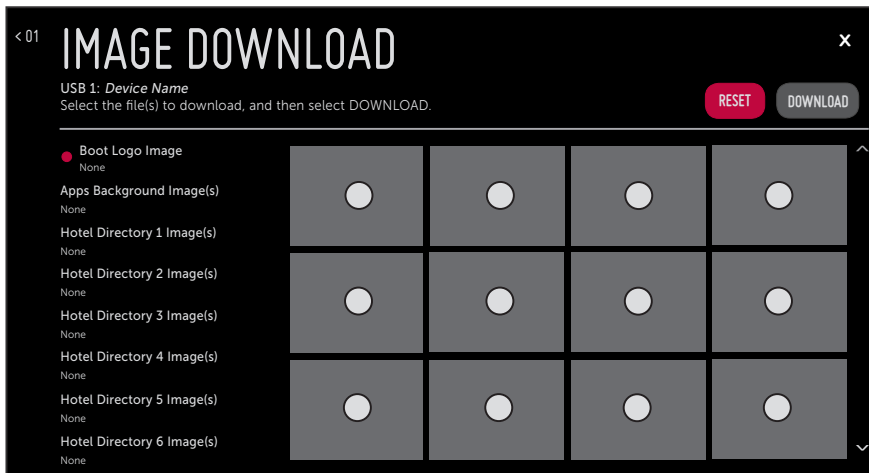 < 01
IMAGE DOWNLOAD
X
USB 1: Device Name
Select the file(s) to download, and then select DOWNLOAD.
RESET
DOWNLOAD
Boot Logo Image
None
Apps Background Image(s)
None
Hotel Directory 1 Image(s)
None
Hotel Directory 2 Image(s)
None
Hotel Directory 3 Image(s)
None
Hotel Directory 4 Image(s)
None
Hotel Directory 5 Image(s)
None
Hotel Directory 6 Image(s)
None